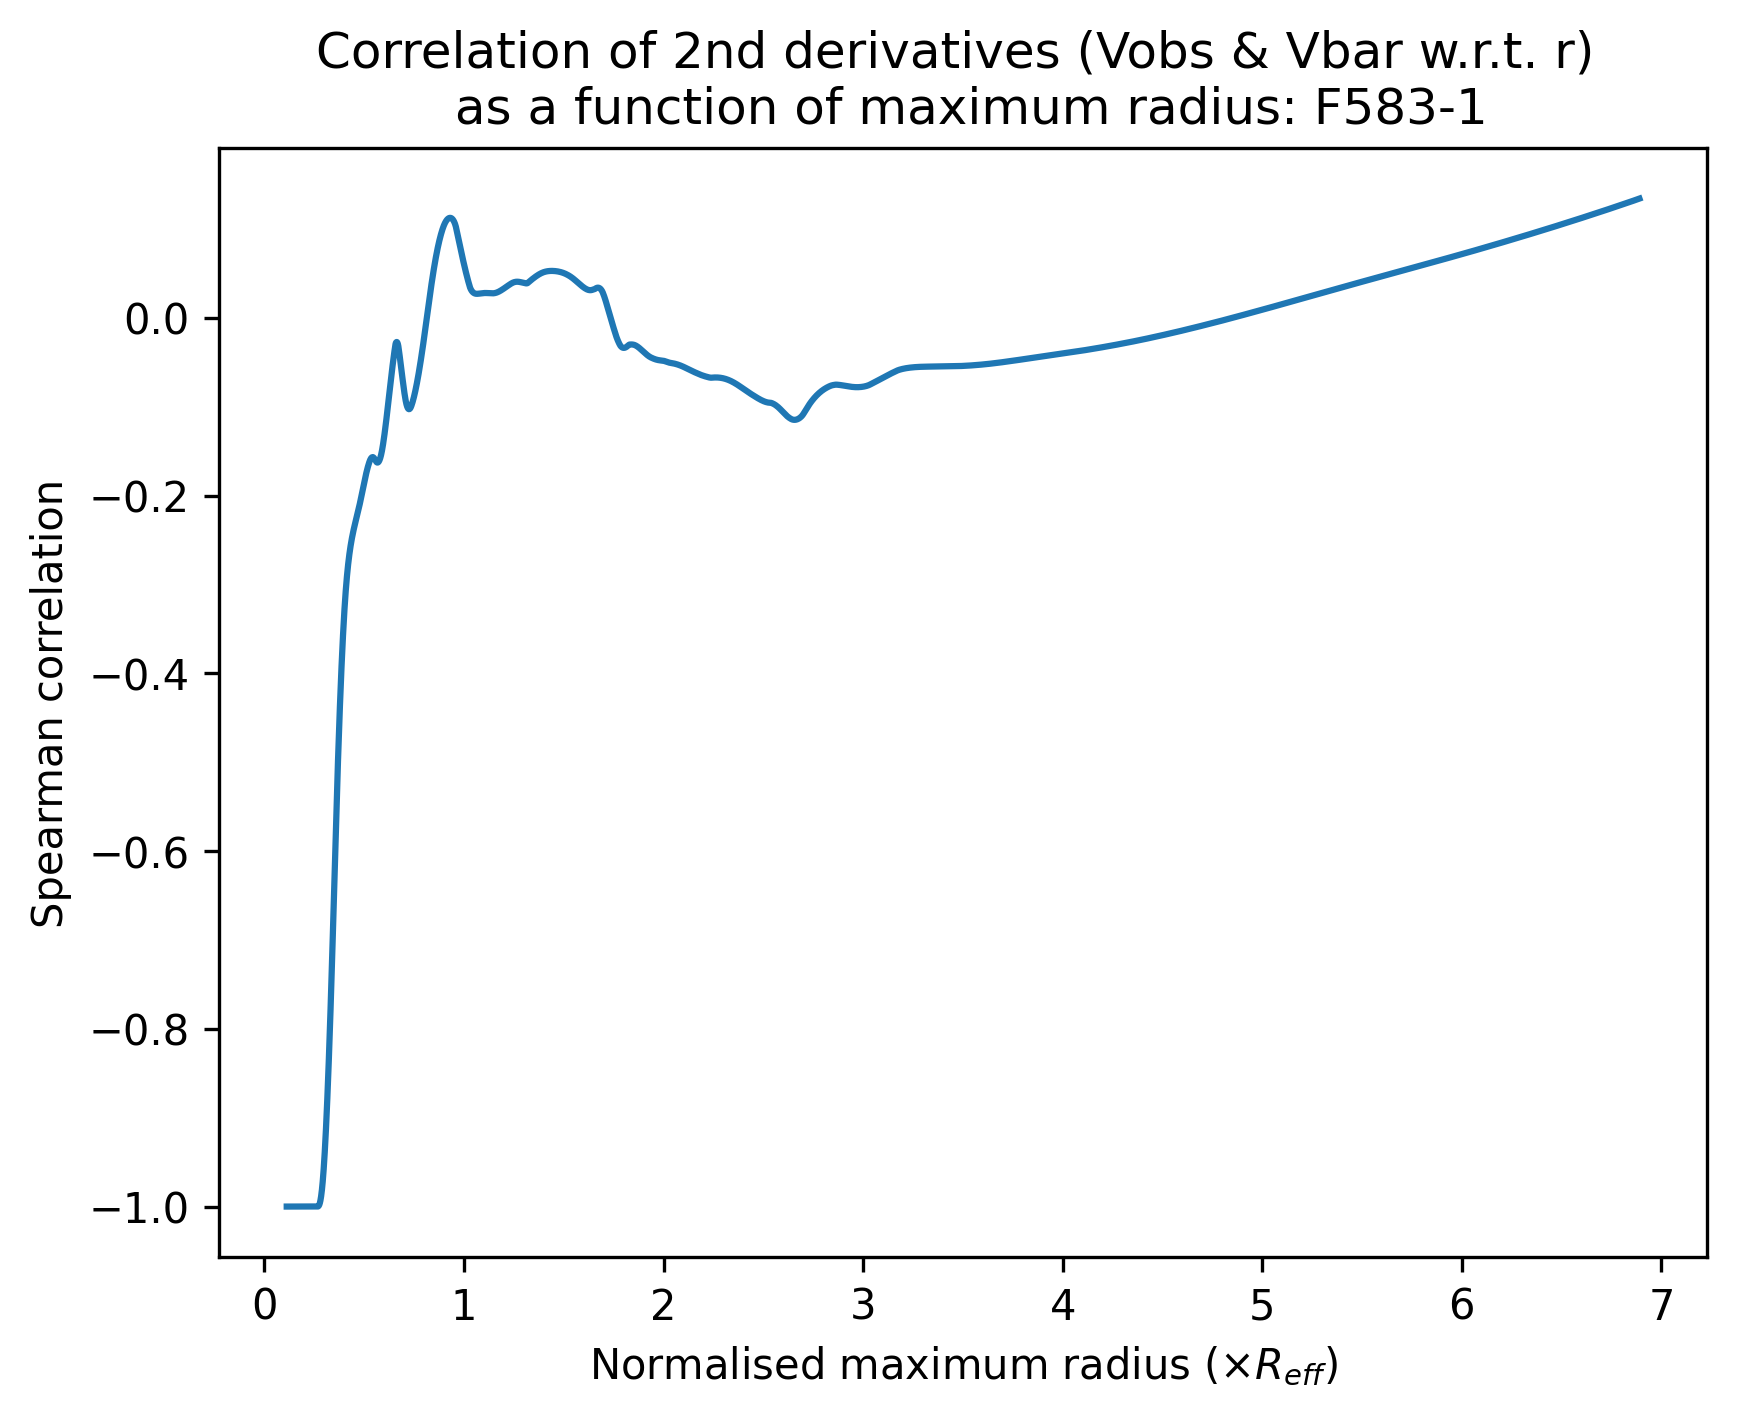 Correlation of 2nd derivatives (Vobs & Vbar w.r.t. r)
as a function of maximum radius: F583-1
Spearman correlation
0.0
−0.2
−0.4
−0.6
−0.8
−1.0
0 1 2 3 4 5 6 7
Normalised maximum radius (×R_eff)